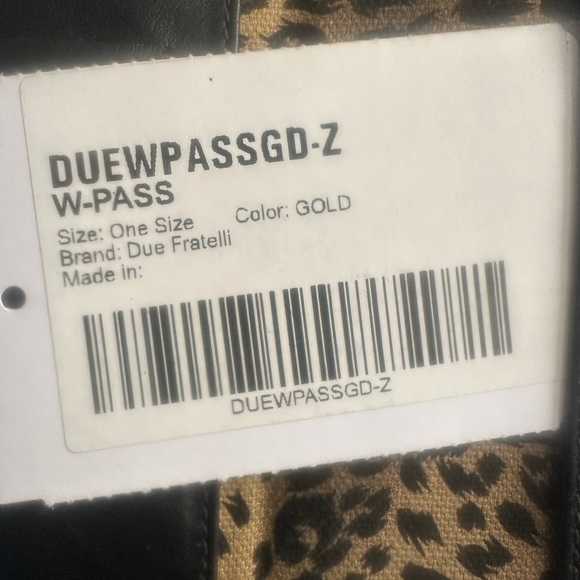 DUEWPASSGD-Z
W-PASS
Size: One Size Color: GOLD
Brand: Due Fratelli
Made in:
DUEWPASSGD-Z